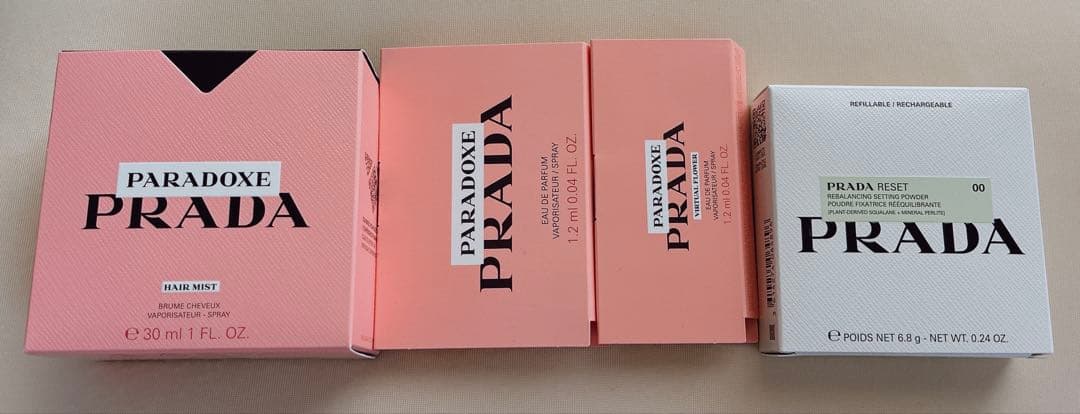 PARADOXE
PRADA
HAIR MIST
BRUME CHEVEUX
VAPORISATEUR - SPRAY
℮ 30 ml 1 FL. OZ.
PARADOXE
PRADA
EAU DE PARFUM
VAPORISATEUR / SPRAY
1.2 ml 0.04 FL. OZ.
PARADOXE
PRADA
VIRTUAL FLOWER
EAU DE PARFUM
VAPORISATEUR / SPRAY
1.2 ml 0.04 FL. OZ.
REFILLABLE / RECHARGEABLE
PRADA RESET 00
REBALANCING SETTING POWDER
POUDRE FIXATRICE RÉÉQUILIBRANTE
(PLANT-DERIVED SQUALANE + MINERAL PERLITE)
PRADA
℮ POIDS NET 6.8 g - NET WT. 0.24 OZ.